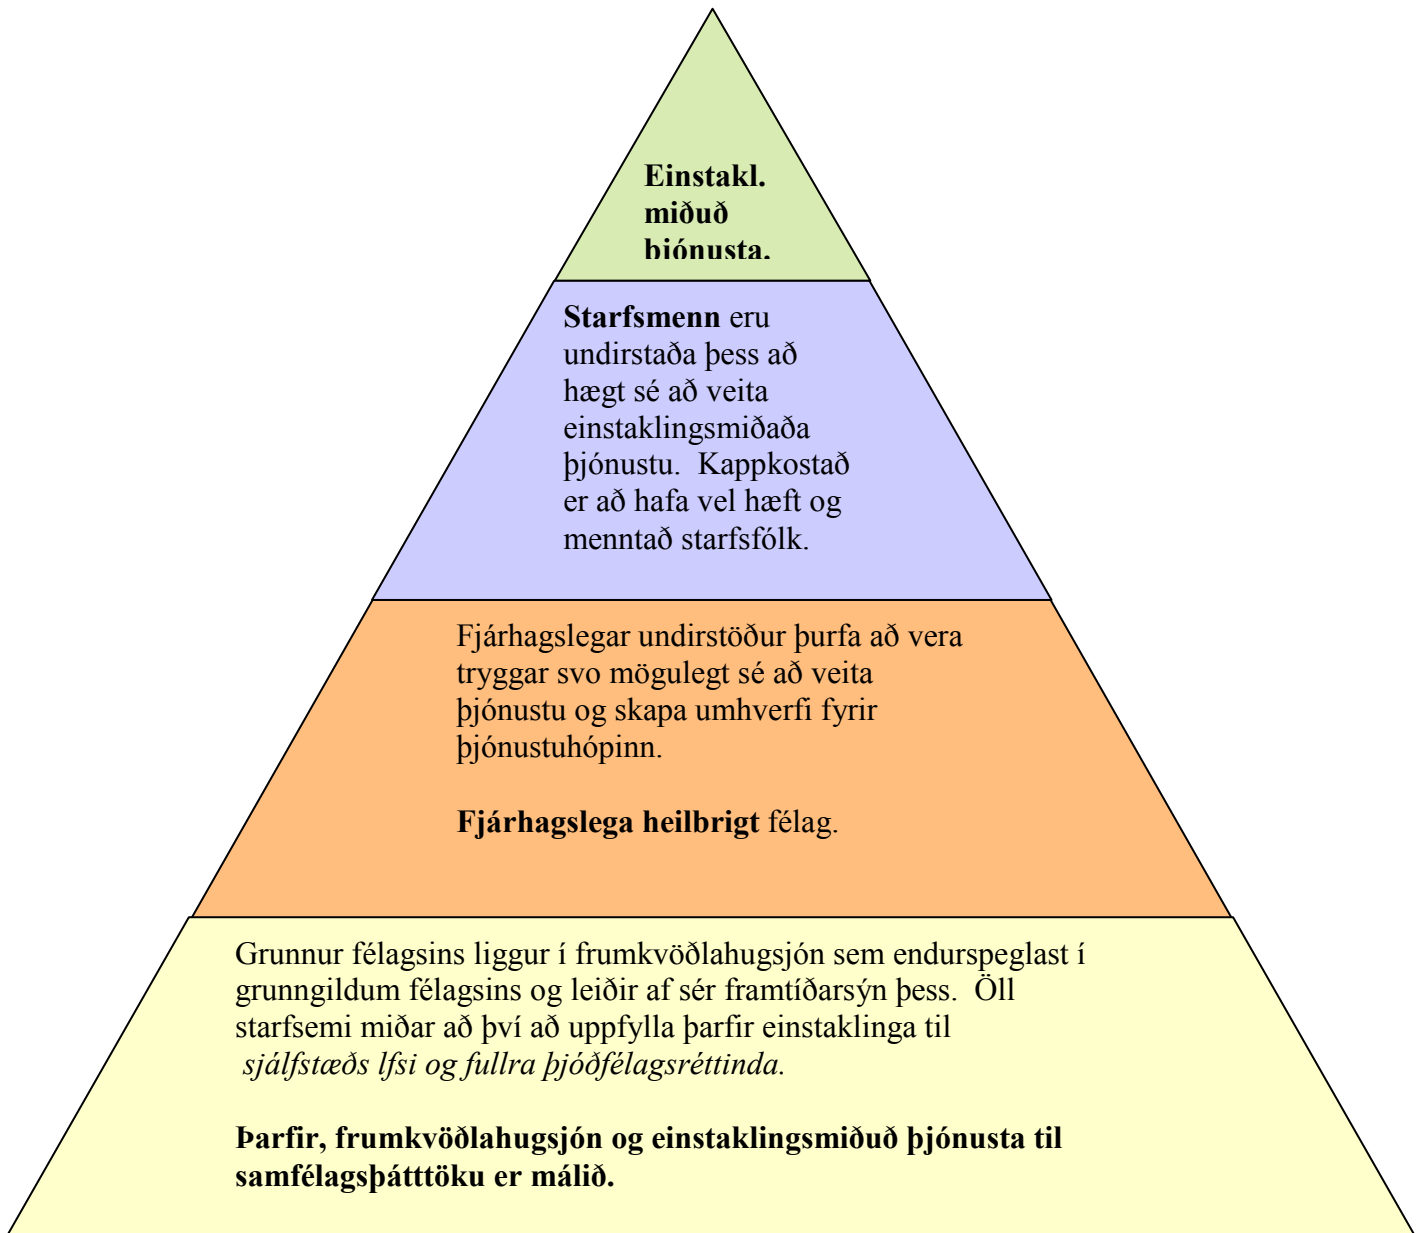 Einstakl.
miðuð
þjónusta.
Starfsmenn eru
undirstaða þess að
hægt sé að veita
einstaklingsmiðaða
þjónustu.  Kappkostað
er að hafa vel hæft og
menntað starfsfólk.
Fjárhagslegar undirstöður þurfa að vera
tryggar svo mögulegt sé að veita
þjónustu og skapa umhverfi fyrir
þjónustuhópinn.
Fjárhagslega heilbrigt félag.
Grunnur félagsins liggur í frumkvöðlahugsjón sem endurspeglast í
grunngildum félagsins og leiðir af sér framtíðarsýn þess.  Öll
starfsemi miðar að því að uppfylla þarfir einstaklinga til
sjálfstæðs lfsi og fullra þjóðfélagsréttinda.
Þarfir, frumkvöðlahugsjón og einstaklingsmiðuð þjónusta til
samfélagsþátttöku er málið.